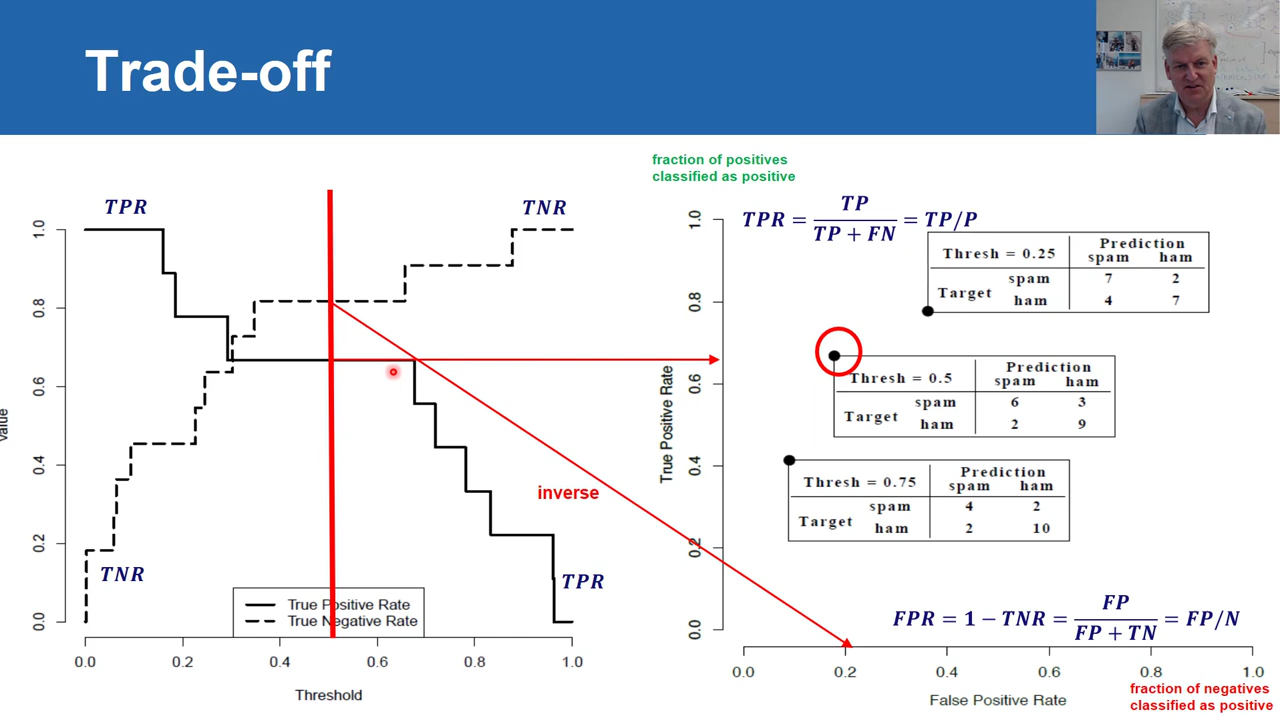 Trade-off
TPR
TNR
1.0
0.8
0.6
0.4
0.2
0.0
value
TNR
TPR
True Positive Rate
True Negative Rate
0.0 0.2 0.4 0.6 0.8 1.0
Threshold
inverse
fraction of positives
classified as positive
TPR = TP / TP + FN = TP/P
1.0
0.8
0.6
0.4
0.2
0.0
True Positive Rate
Thresh = 0.25 Prediction
spam ham
Target spam 7 2
ham 4 7
Thresh = 0.5 Prediction
spam ham
Target spam 6 3
ham 2 9
Thresh = 0.75 Prediction
spam ham
Target spam 4 2
ham 2 10
FPR = 1 − TNR = FP / FP + TN = FP/N
0.0 0.2 0.4 0.6 0.8 1.0
False Positive Rate
fraction of negatives
classified as positive